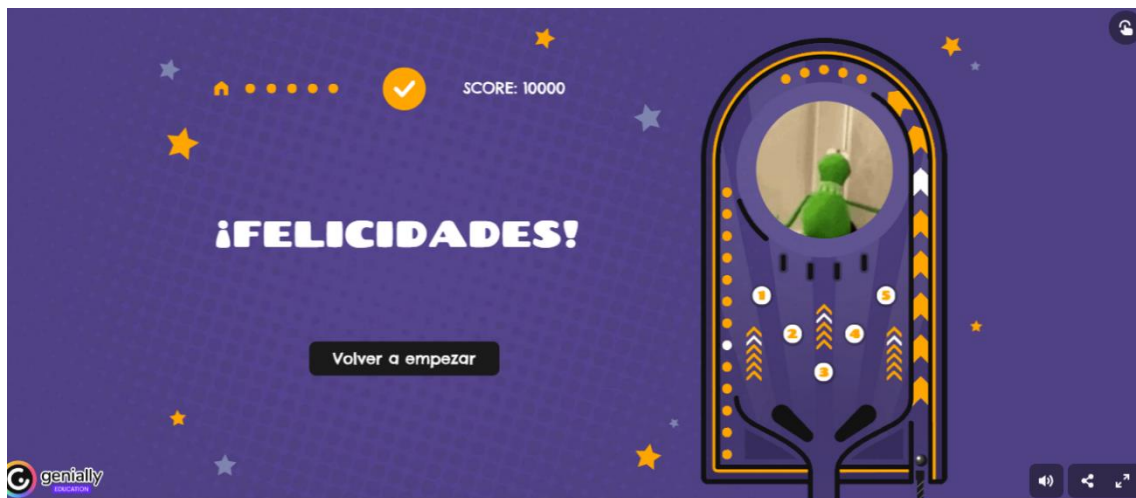 SCORE: 10000
¡FELICIDADES!
Volver a empezar
1
5
2
4
3
genially
EDUCATION